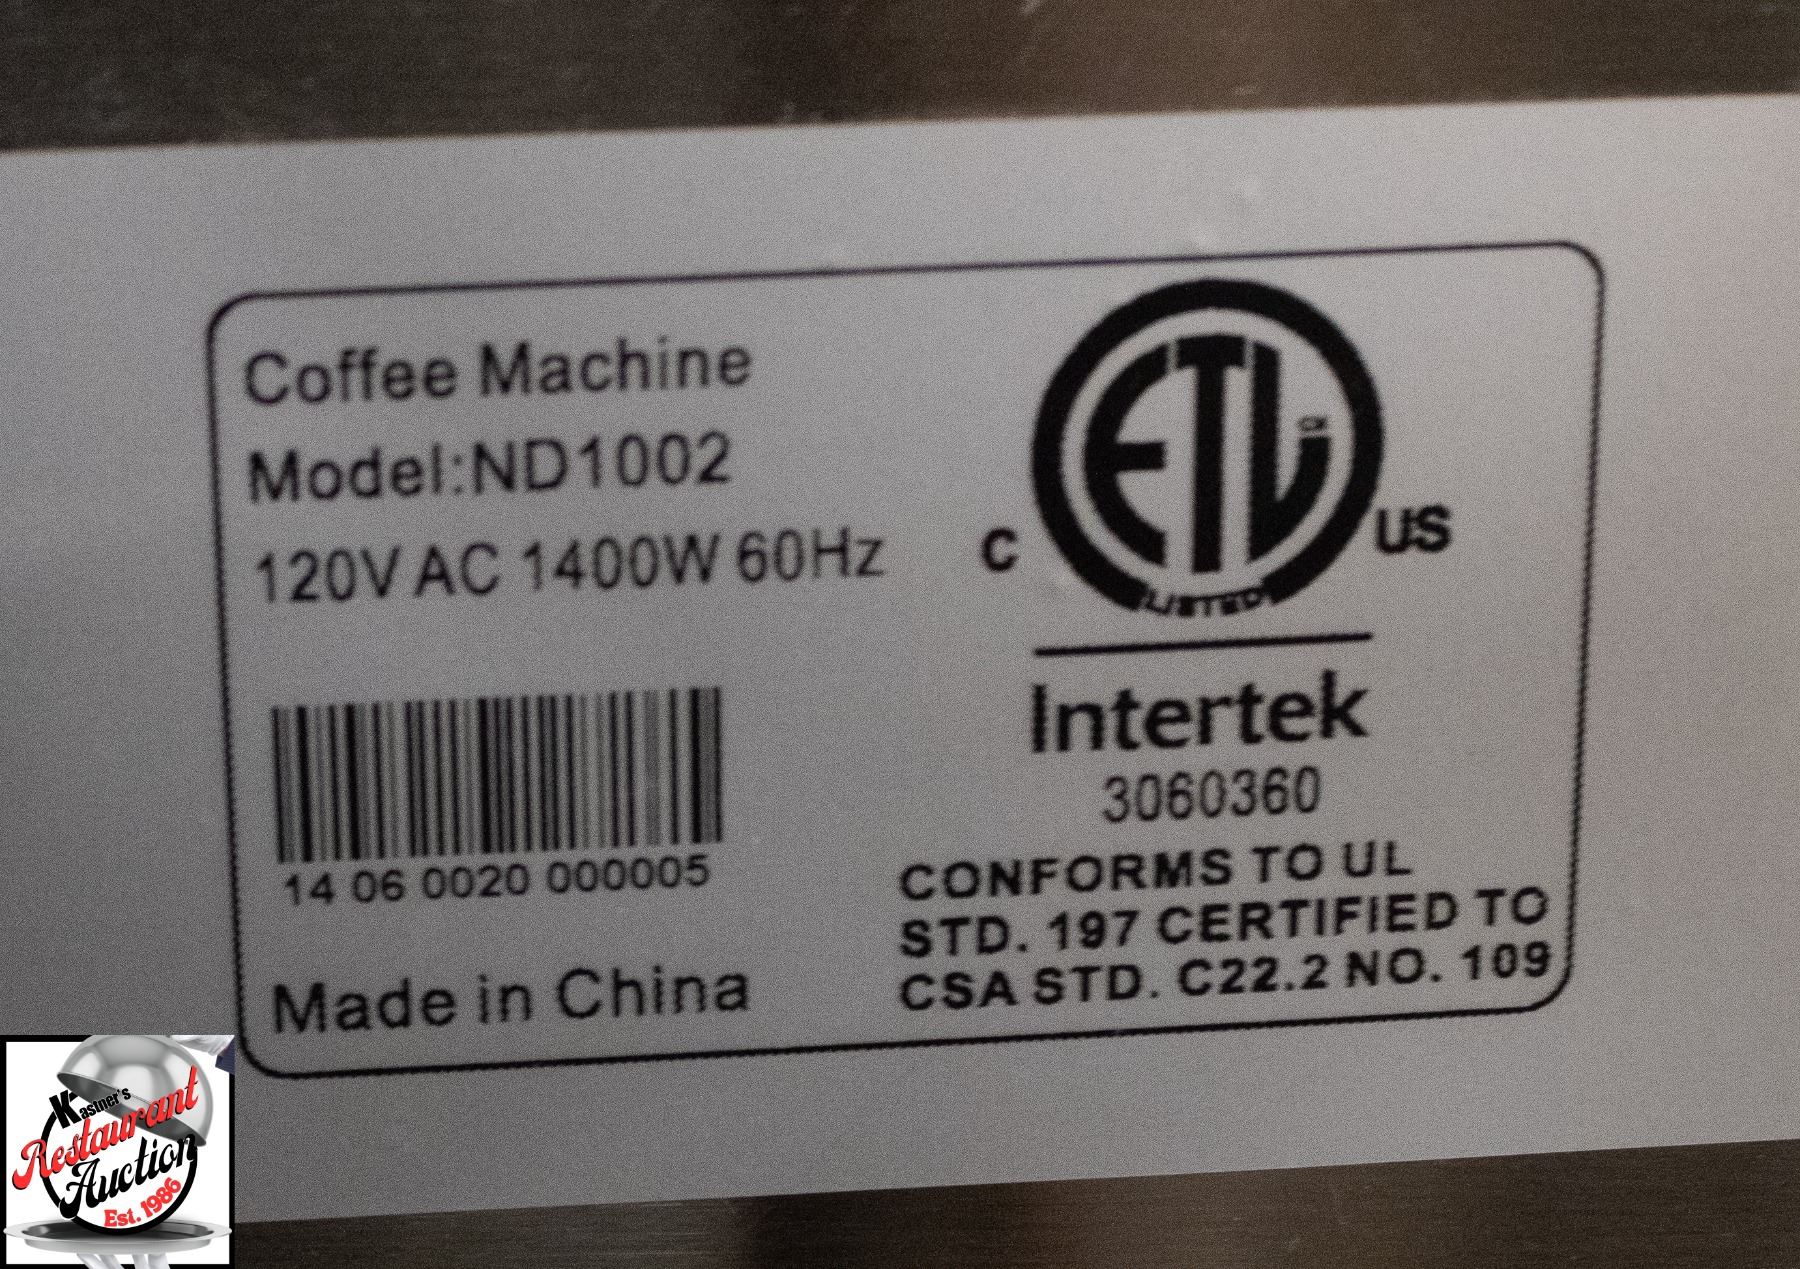 Coffee Machine
Model:ND1002
120V AC 1400W 60Hz
14 06 0020 000005
Made in China
ETL
CM
C
US
LISTED
Intertek
3060360
CONFORMS TO UL
STD. 197 CERTIFIED TO
CSA STD. C22.2 NO. 109
Kastner's
Restaurant
Auction
Est. 1986